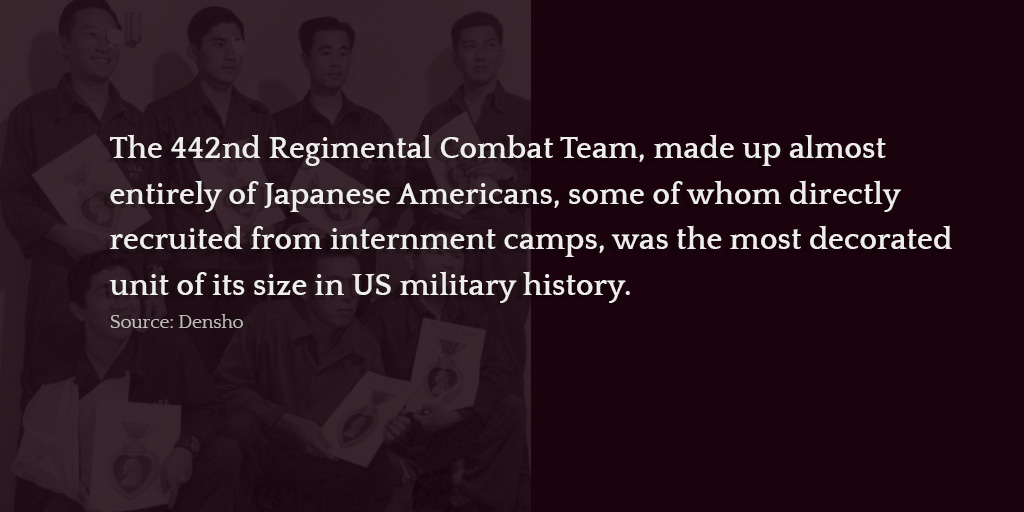 The 442nd Regimental Combat Team, made up almost
entirely of Japanese Americans, some of whom directly
recruited from internment camps, was the most decorated
unit of its size in US military history.
Source: Densho